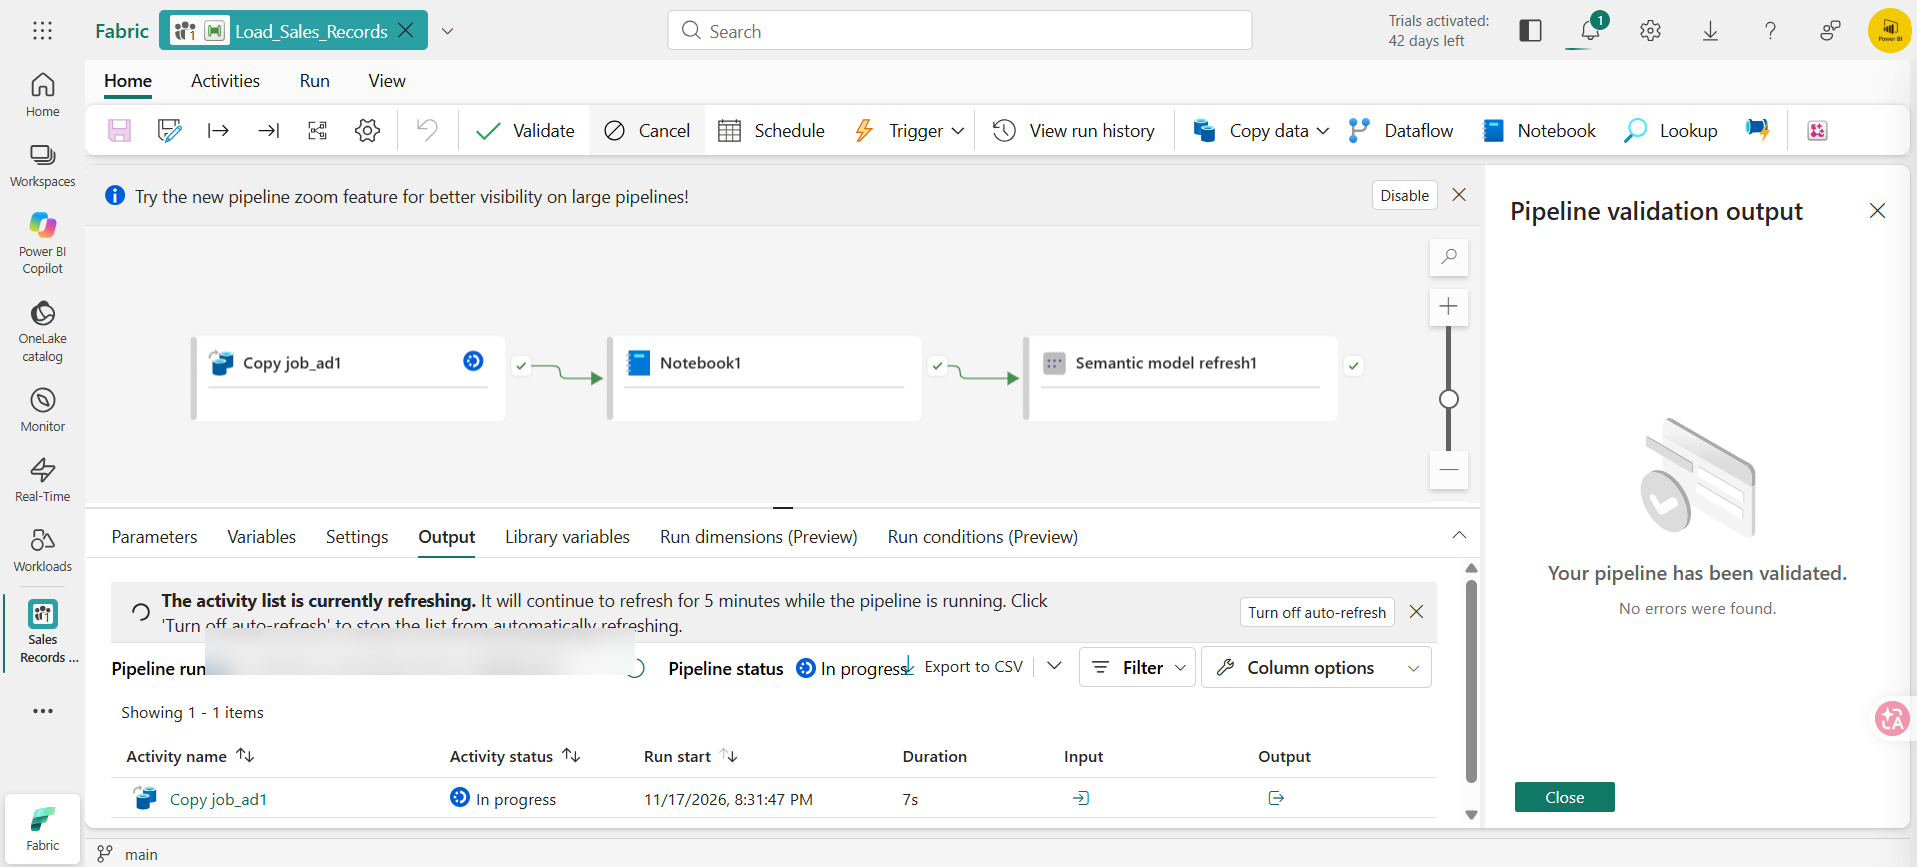 Fabric
Load_Sales_Records
Search
Trials activated:
42 days left
1
Power BI
Home
Workspaces
Power BI
Copilot
OneLake
catalog
Monitor
Real-Time
Workloads
Sales
Records ...
Fabric
Home
Activities
Run
View
Validate
Cancel
Schedule
Trigger
View run history
Copy data
Dataflow
Notebook
Lookup
Try the new pipeline zoom feature for better visibility on large pipelines!
Disable
Copy job_ad1
Notebook1
Semantic model refresh1
Parameters
Variables
Settings
Output
Library variables
Run dimensions (Preview)
Run conditions (Preview)
The activity list is currently refreshing. It will continue to refresh for 5 minutes while the pipeline is running. Click
'Turn off auto-refresh' to stop the list from automatically refreshing.
Turn off auto-refresh
Pipeline run
Pipeline status
In progress
Export to CSV
Filter
Column options
Showing 1 - 1 items
Activity name
Activity status
Run start
Duration
Input
Output
Copy job_ad1
In progress
11/17/2026, 8:31:47 PM
7s
main
Pipeline validation output
Your pipeline has been validated.
No errors were found.
Close